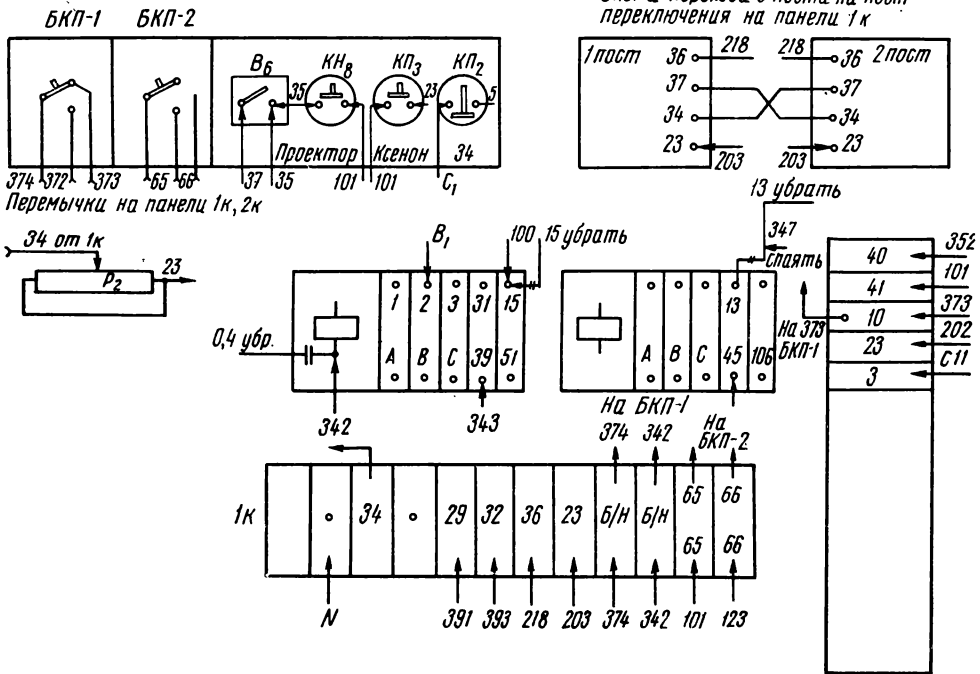 переключения на панели 1к
БКП-1 БКП-2
В6 КН8 КП3 КП2
35 23 5
Проектор Ксенон 34
374 372 373 65 66 37 35 101 101 С1
Перемычки на панели 1к, 2к
1 пост 36 218 218 36 2 пост
37 37
34 34
23 203 203 23
34 от 1к
Р2 23
В1 100 15 убрать
1 2 3 31 15
0,4 убр.
А В С 39 51
342 343
13 убрать
347
спаять
13
А В С 45 106
На БКП-2
40 352
41 101
10 373
23 202
3 С11
На 373 БКП-1
На БКП-1
374 342
1к 34 29 32 36 23 Б/Н Б/Н 65 66
65 66
N 391 393 218 203 374 342 101 123